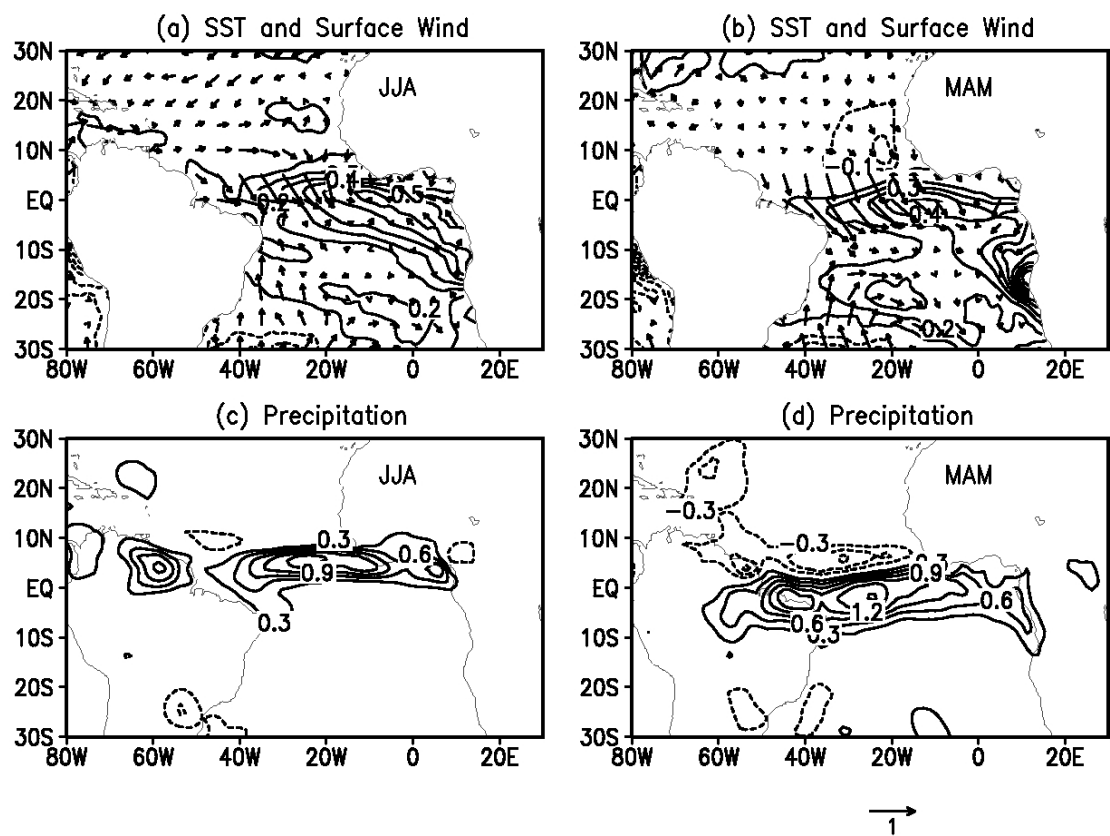 (a) SST and Surface Wind
(b) SST and Surface Wind
30N
20N
10N
EQ
10S
20S
30S
80W 60W 40W 20W 0 20E
JJA
0.4
0.5
0.2
0.2
30N
20N
10N
EQ
10S
20S
30S
80W 60W 40W 20W 0 20E
MAM
-0.1
0.3
0.4
0.2
(c) Precipitation
(d) Precipitation
30N
20N
10N
EQ
10S
20S
30S
80W 60W 40W 20W 0 20E
JJA
0.3
0.6
0.9
0.3
30N
20N
10N
EQ
10S
20S
30S
80W 60W 40W 20W 0 20E
MAM
-0.3
-0.3
0.3
0.9
0.6
1.2
0.6
0.3
1